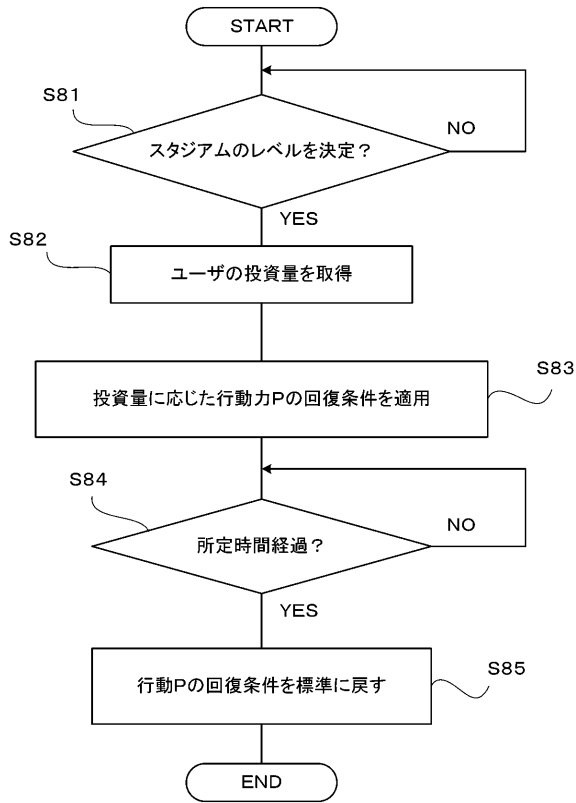 START
S81
スタジアムのレベルを決定？
NO
YES
S82
ユーザの投資量を取得
S83
投資量に応じた行動力Pの回復条件を適用
S84
所定時間経過？
NO
YES
S85
行動Pの回復条件を標準に戻す
END